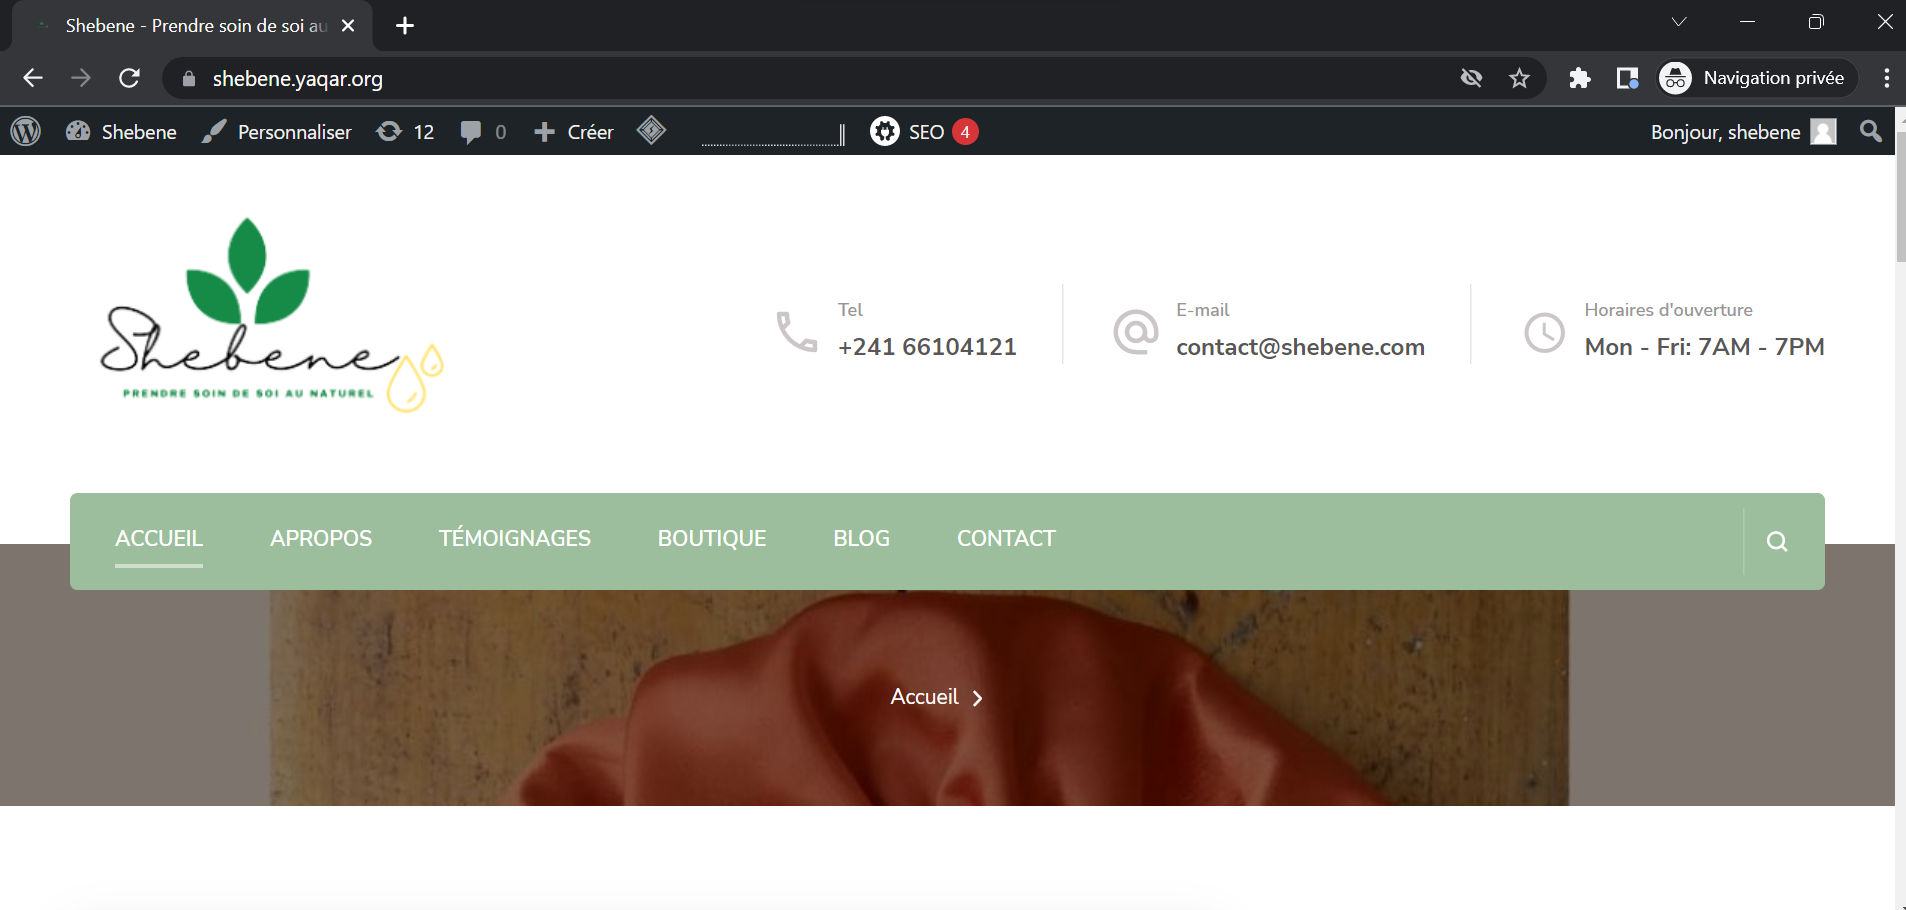 Shebene - Prendre soin de soi au
shebene.yaqar.org
Navigation privée
Shebene
Personnaliser
12
0
Créer
SEO 4
Bonjour, shebene
Shebene
PRENDRE SOIN DE SOI AU NATUREL
Tel
+241 66104121
E-mail
contact@shebene.com
Horaires d'ouverture
Mon - Fri: 7AM - 7PM
ACCUEIL
APROPOS
TÉMOIGNAGES
BOUTIQUE
BLOG
CONTACT
Accueil